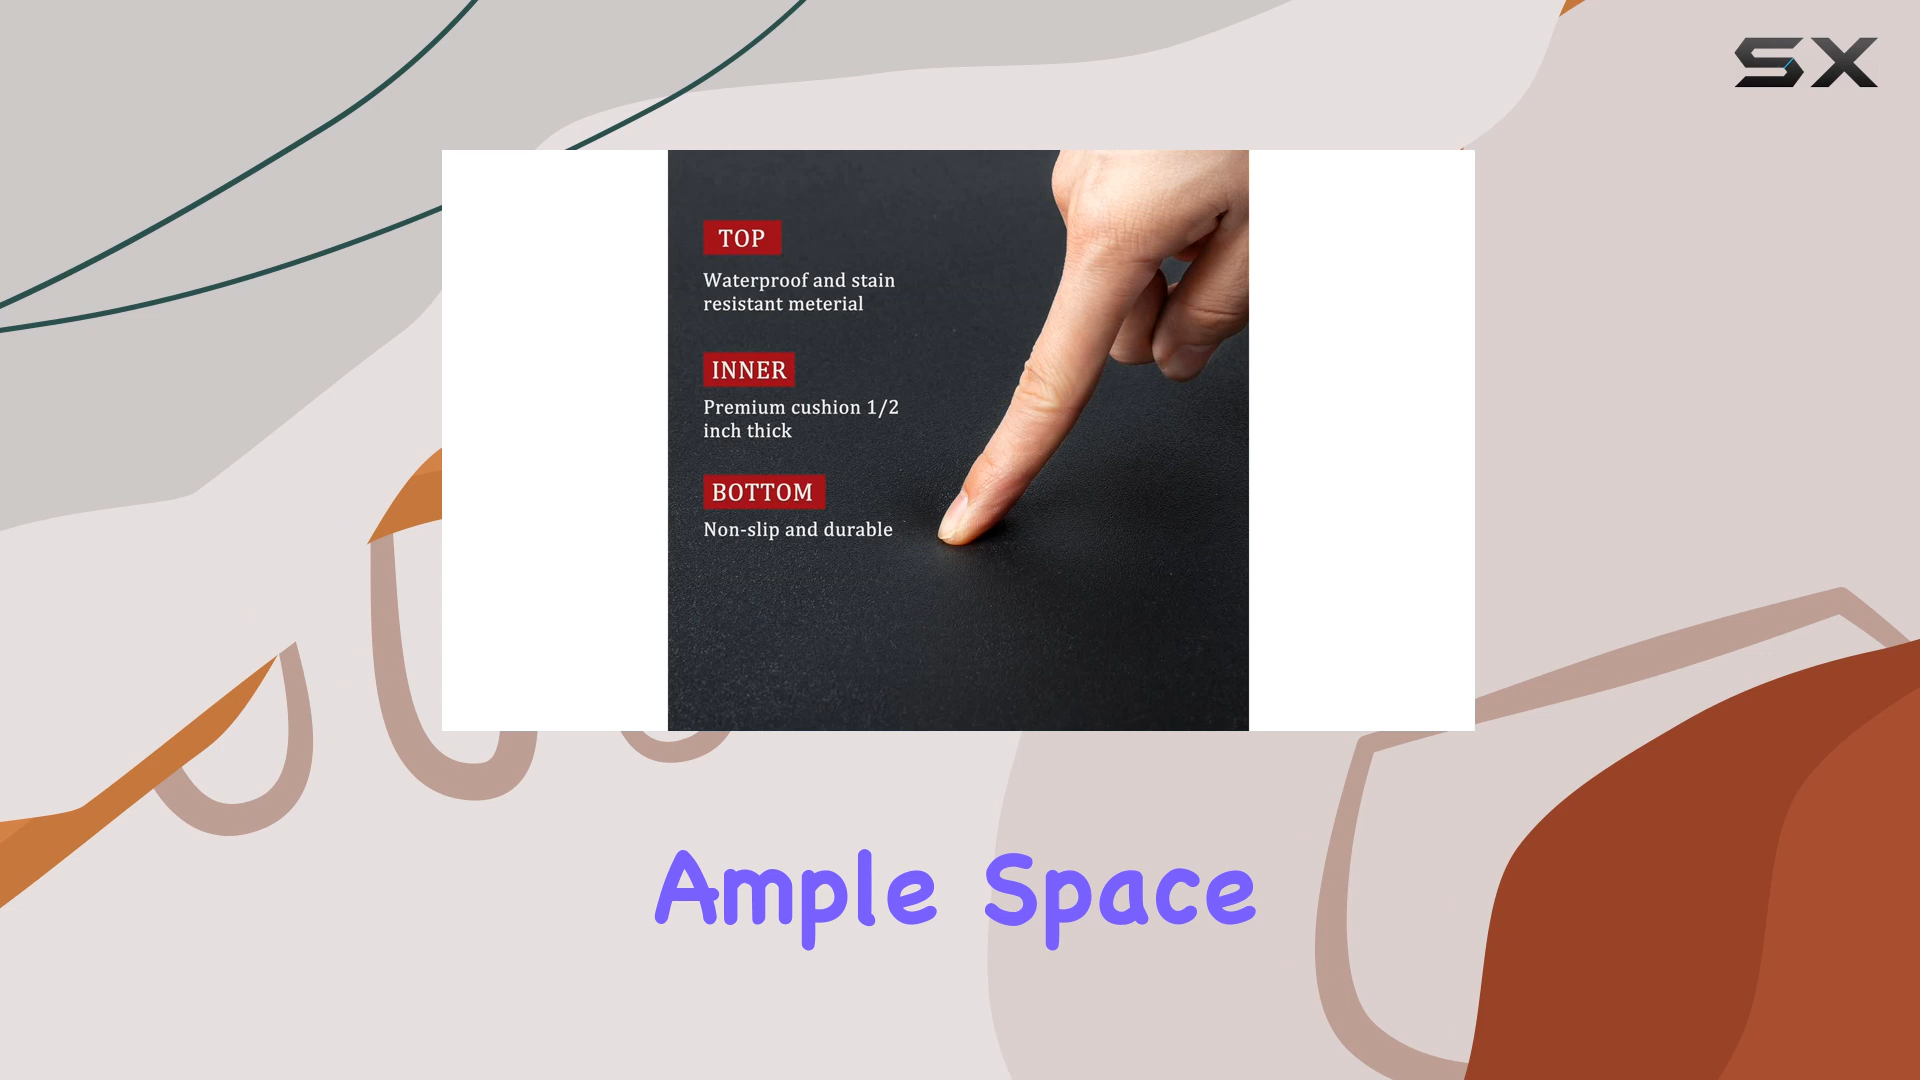 SX
TOP
Waterproof and stain
resistant meterial
INNER
Premium cushion 1/2
inch thick
BOTTOM
Non-slip and durable
Ample Space